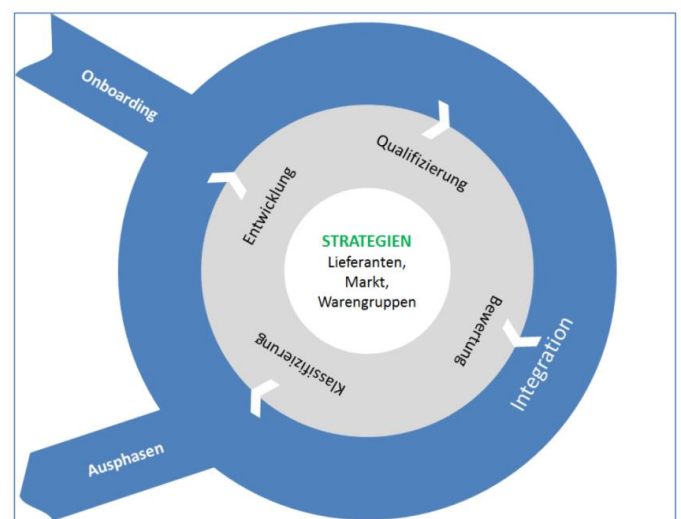 Onboarding
Qualifizierung
Entwicklung
STRATEGIEN
Lieferanten,
Markt,
Warengruppen
Bewertung
Integration
Klassifizierung
Ausphasen